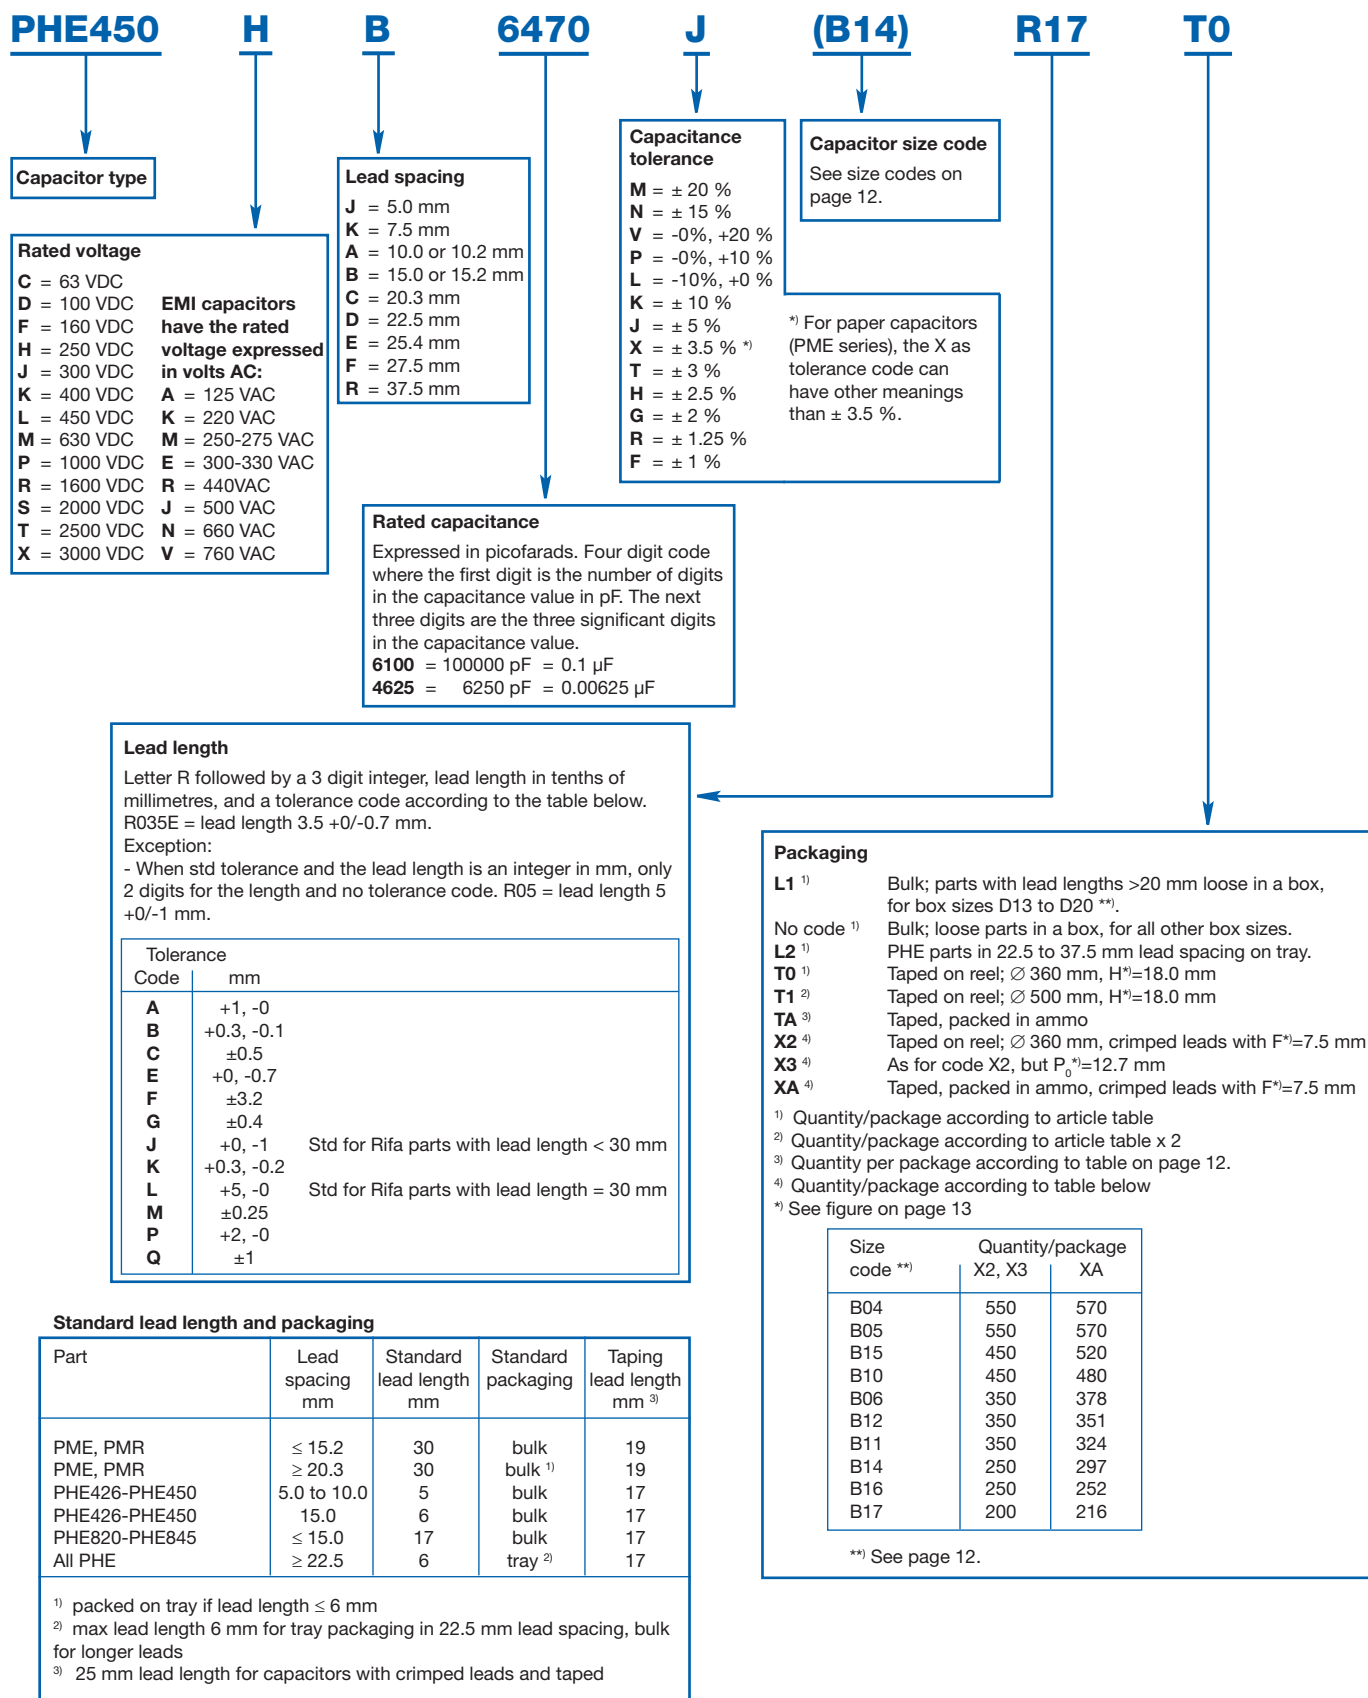 PHE450 H B 6470 J (B14) R17 T0
Capacitor type
Rated voltage
C = 63 VDC
D = 100 VDC
F = 160 VDC
H = 250 VDC
J = 300 VDC
K = 400 VDC
L = 450 VDC
M = 630 VDC
P = 1000 VDC
R = 1600 VDC
S = 2000 VDC
T = 2500 VDC
X = 3000 VDC
EMI capacitors
have the rated
voltage expressed
in volts AC:
A = 125 VAC
K = 220 VAC
M = 250-275 VAC
E = 300-330 VAC
R = 440VAC
J = 500 VAC
N = 660 VAC
V = 760 VAC
Lead spacing
J = 5.0 mm
K = 7.5 mm
A = 10.0 or 10.2 mm
B = 15.0 or 15.2 mm
C = 20.3 mm
D = 22.5 mm
E = 25.4 mm
F = 27.5 mm
R = 37.5 mm
Capacitance
tolerance
M = ± 20 %
N = ± 15 %
V = -0%, +20 %
P = -0%, +10 %
L = -10%, +0 %
K = ± 10 %
J = ± 5 %
X = ± 3.5 % *)
T = ± 3 %
H = ± 2.5 %
G = ± 2 %
R = ± 1.25 %
F = ± 1 %
*) For paper capacitors
(PME series), the X as
tolerance code can
have other meanings
than ± 3.5 %.
Capacitor size code
See size codes on
page 12.
Rated capacitance
Expressed in picofarads. Four digit code
where the first digit is the number of digits
in the capacitance value in pF. The next
three digits are the three significant digits
in the capacitance value.
6100 = 100000 pF = 0.1 µF
4625 = 6250 pF = 0.00625 µF
Lead length
Letter R followed by a 3 digit integer, lead length in tenths of
millimetres, and a tolerance code according to the table below.
R035E = lead length 3.5 +0/-0.7 mm.
Exception:
- When std tolerance and the lead length is an integer in mm, only
2 digits for the length and no tolerance code. R05 = lead length 5
+0/-1 mm.
Tolerance
Code mm
A +1, -0
B +0.3, -0.1
C ±0.5
E +0, -0.7
F ±3.2
G ±0.4
J +0, -1 Std for Rifa parts with lead length < 30 mm
K +0.3, -0.2
L +5, -0 Std for Rifa parts with lead length = 30 mm
M ±0.25
P +2, -0
Q ±1
Packaging
L1 1) Bulk; parts with lead lengths >20 mm loose in a box,
for box sizes D13 to D20 **).
No code 1) Bulk; loose parts in a box, for all other box sizes.
L2 1) PHE parts in 22.5 to 37.5 mm lead spacing on tray.
T0 1) Taped on reel; ∅ 360 mm, H*)=18.0 mm
T1 2) Taped on reel; ∅ 500 mm, H*)=18.0 mm
TA 3) Taped, packed in ammo
X2 4) Taped on reel; ∅ 360 mm, crimped leads with F*)=7.5 mm
X3 4) As for code X2, but P0*)=12.7 mm
XA 4) Taped, packed in ammo, crimped leads with F*)=7.5 mm
1) Quantity/package according to article table
2) Quantity/package according to article table x 2
3) Quantity per package according to table on page 12.
4) Quantity/package according to table below
*) See figure on page 13
Size Quantity/package
code **) X2, X3 XA
B04 550 570
B05 550 570
B15 450 520
B10 450 480
B06 350 378
B12 350 351
B11 350 324
B14 250 297
B16 250 252
B17 200 216
**) See page 12.
Standard lead length and packaging
Part Lead Standard Standard Taping
spacing lead length packaging lead length
mm mm mm 3)
PME, PMR ≤ 15.2 30 bulk 19
PME, PMR ≥ 20.3 30 bulk 1) 19
PHE426-PHE450 5.0 to 10.0 5 bulk 17
PHE426-PHE450 15.0 6 bulk 17
PHE820-PHE845 ≤ 15.0 17 bulk 17
All PHE ≥ 22.5 6 tray 2) 17
1) packed on tray if lead length ≤ 6 mm
2) max lead length 6 mm for tray packaging in 22.5 mm lead spacing, bulk
for longer leads
3) 25 mm lead length for capacitors with crimped leads and taped